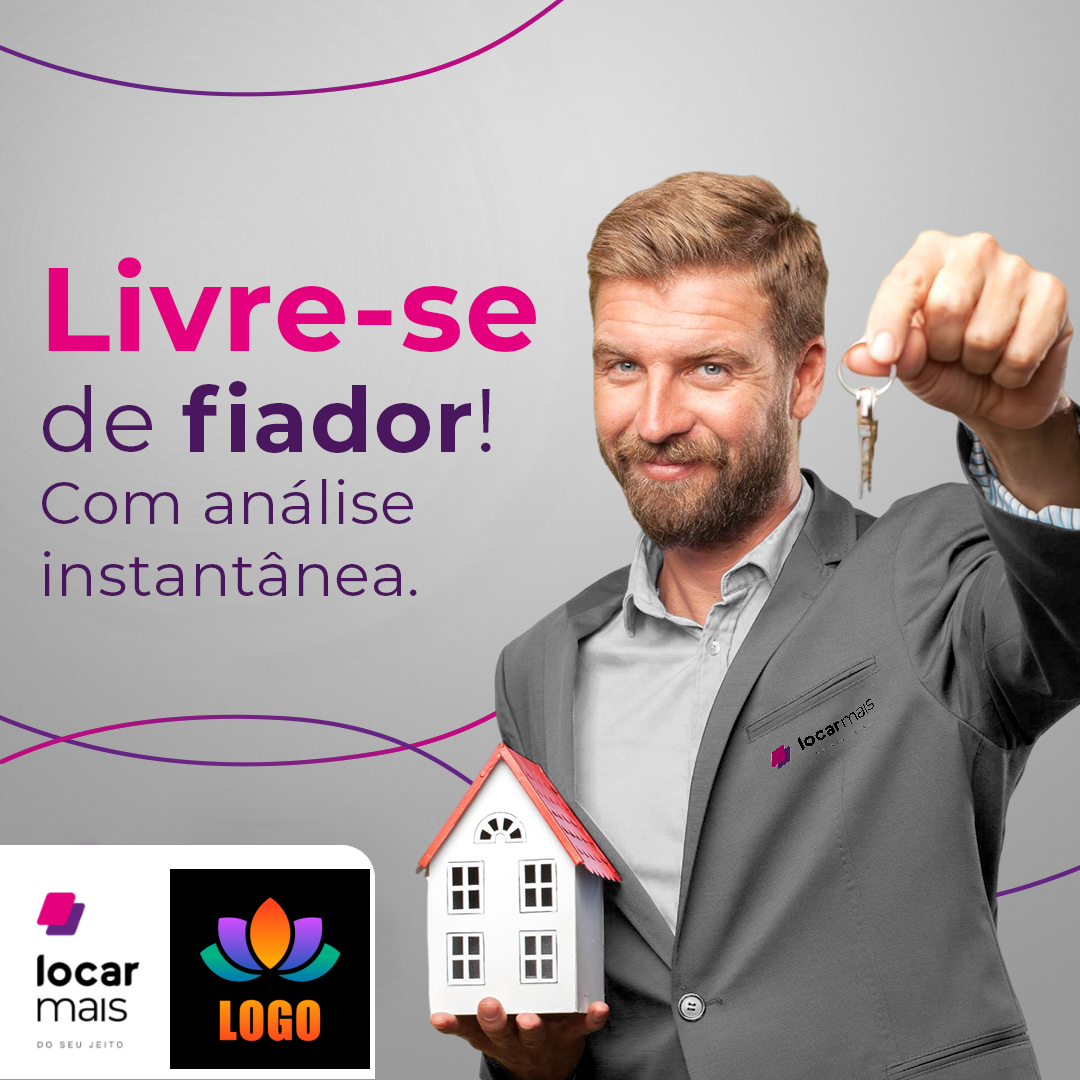 Livre-se
de fiador!
Com análise
instantânea.
locarmais
locar
mais
DO SEU JEITO
LOGO